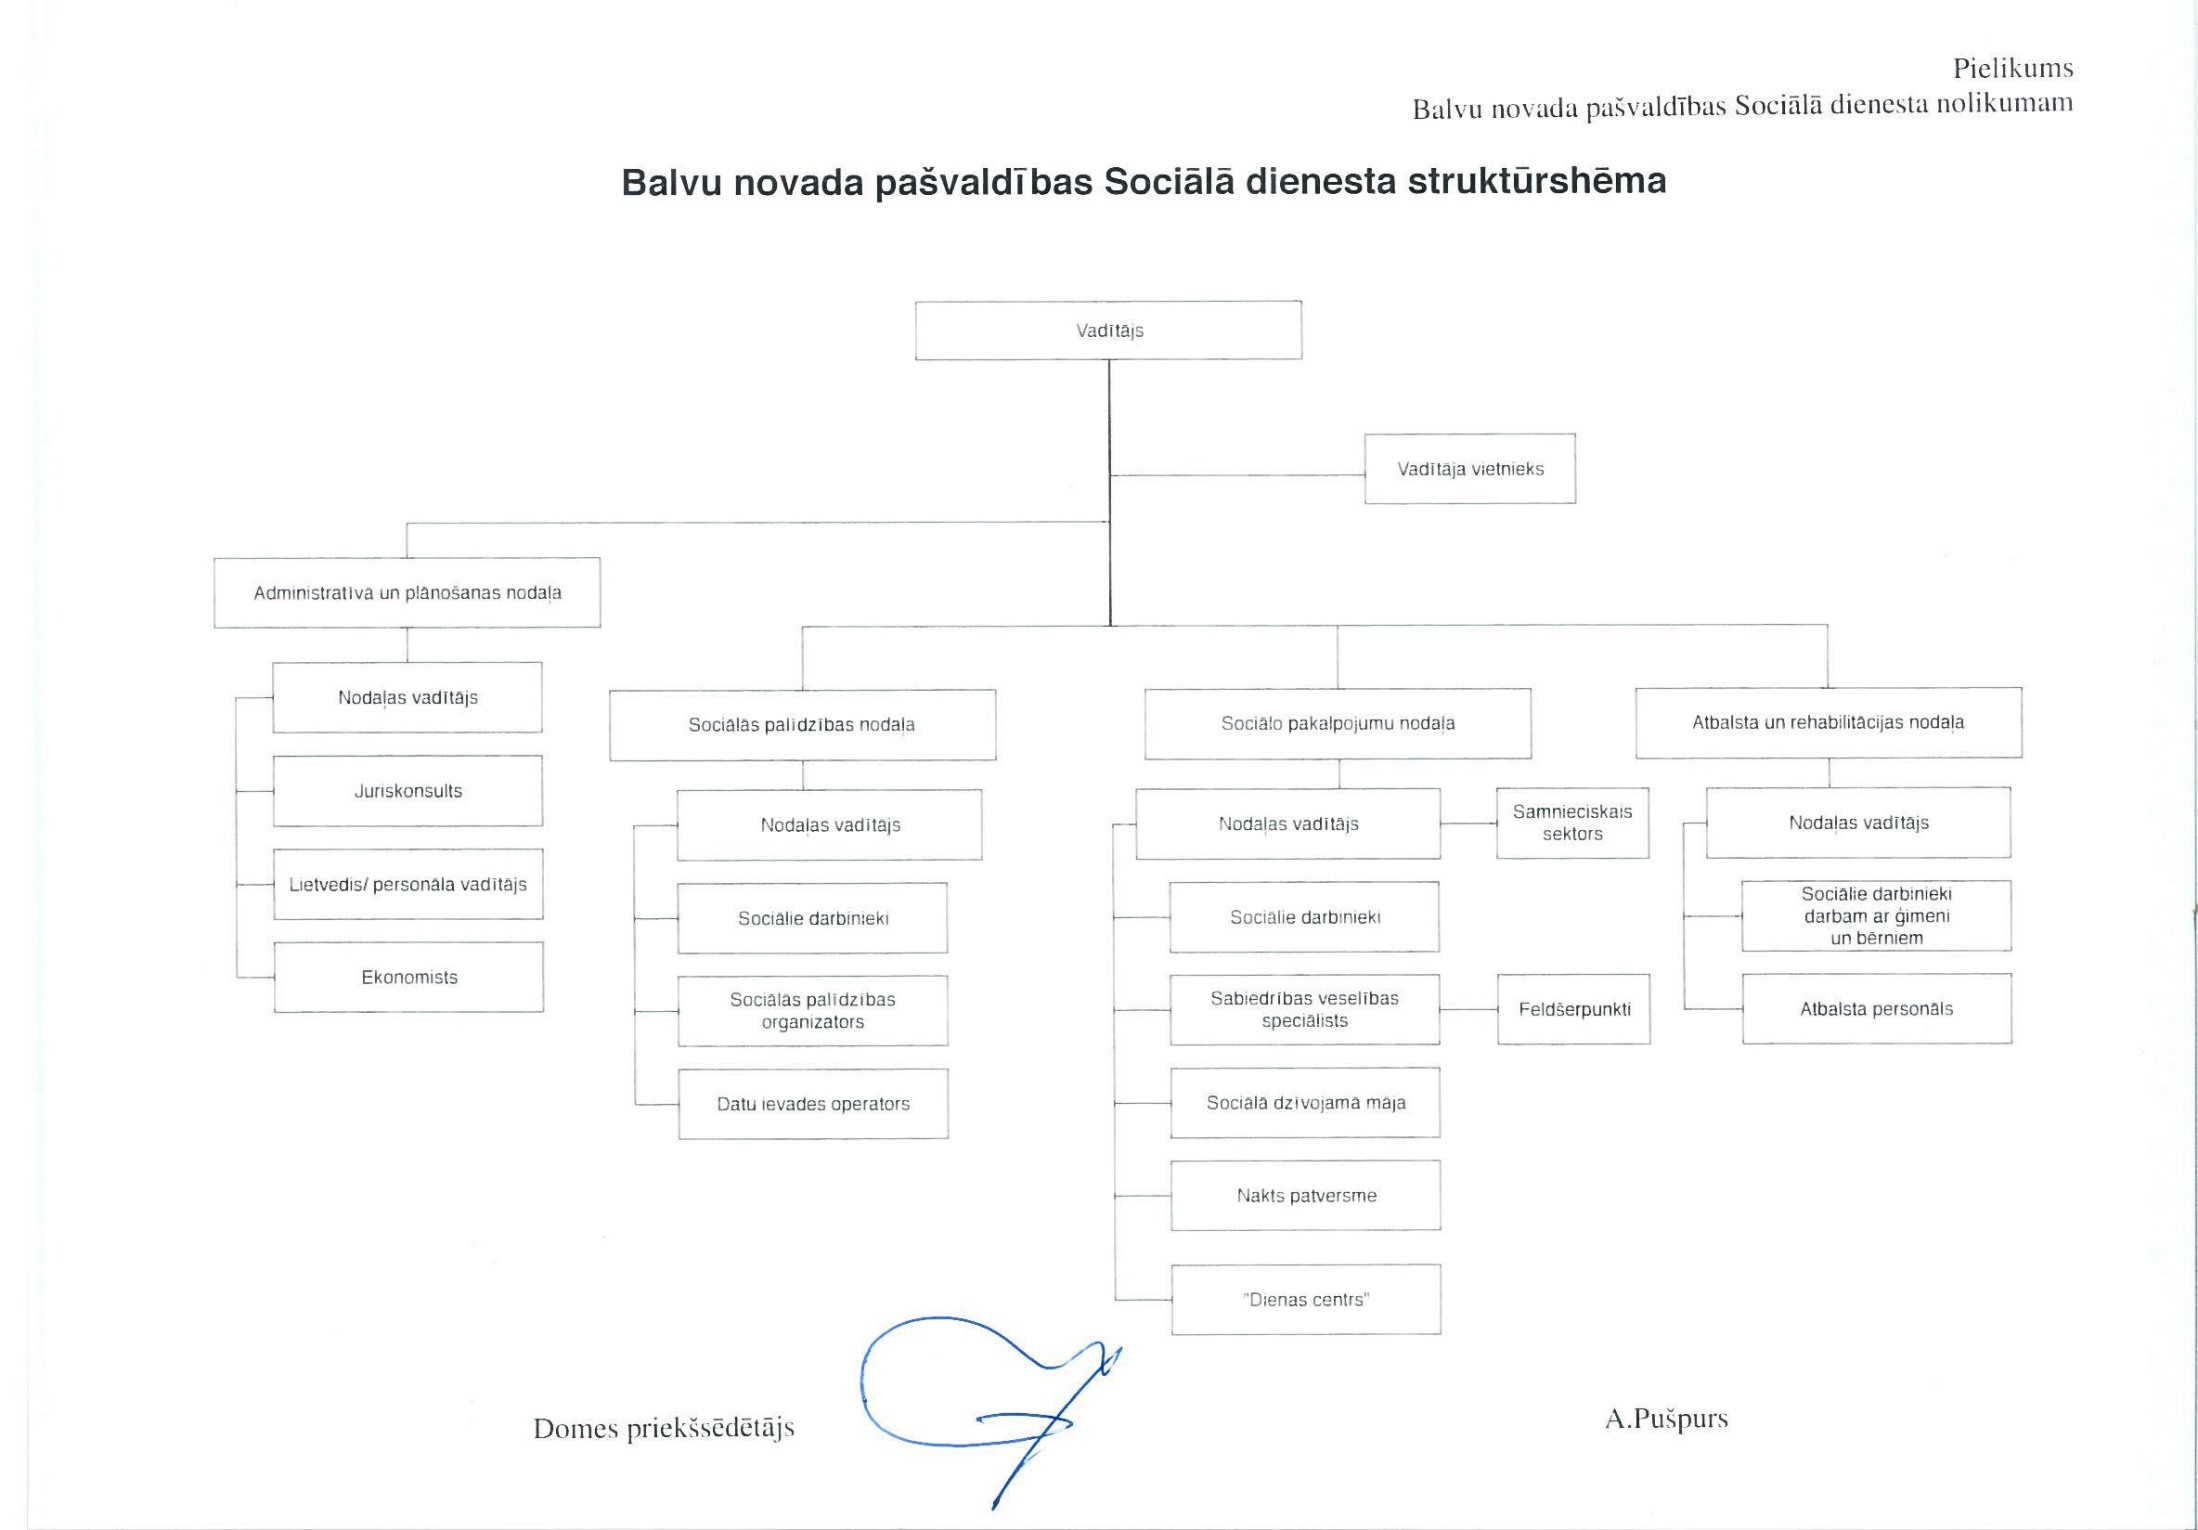 Pielikums
Balvu novada pašvaldības Sociālā dienesta nolikumam
Balvu novada pašvaldības Sociālā dienesta struktūrshēma
Vadītājs
Vadītāja vietnieks
Administratīvā un plānošanas nodaļa
Nodaļas vadītājs
Juriskonsults
Lietvedis/ personāla vadītājs
Ekonomists
Sociālās palīdzības nodaļa
Nodaļas vadītājs
Sociālie darbinieki
Sociālās palīdzības
organizators
Datu ievades operators
Sociālo pakalpojumu nodaļa
Nodaļas vadītājs
Samnieciskais
sektors
Sociālie darbinieki
Sabiedrības veselības
speciālists
Feldšerpunkti
Sociālā dzīvojamā māja
Nakts patversme
"Dienas centrs"
Atbalsta un rehabilitācijas nodaļa
Nodaļas vadītājs
Sociālie darbinieki
darbam ar ģimeni
un bērniem
Atbalsta personāls
Domes priekšsēdētājs
A.Pušpurs